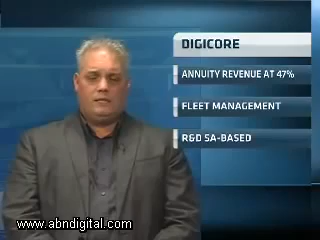 DIGICORE
ANNUITY REVENUE AT 47%
FLEET MANAGEMENT
R&D SA-BASED
www.abndigital.com